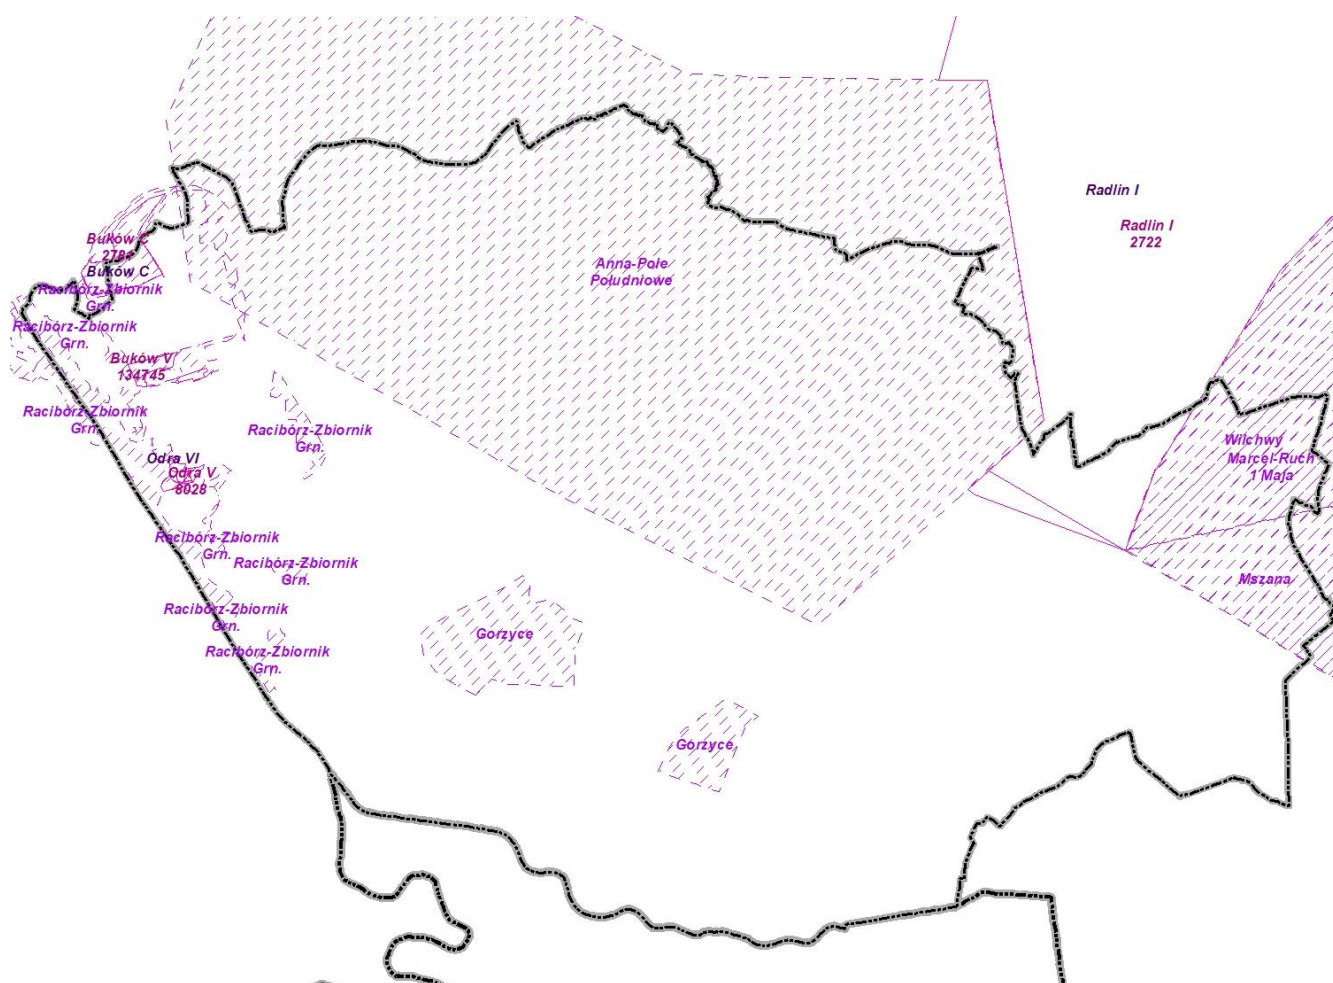 Radlin I
Radlin I
2722
Buków C
278
Buków C
Anna-Pole
Południowe
Racibórz-Zbiornik
Grn.
Racibórz-Zbiornik
Grn.
Buków V
134745
Racibórz-Zbiornik
Grn.
Racibórz-Zbiornik
Grn.
Wilchwy
Marcel-Ruch
1 Maja
Odra VI
Odra V
8028
Racibórz-Zbiornik
Grn.
Racibórz-Zbiornik
Grn.
Mszana
Racibórz-Zbiornik
Grn.
Gorzyce
Racibórz-Zbiornik
Grn.
Gorzyce